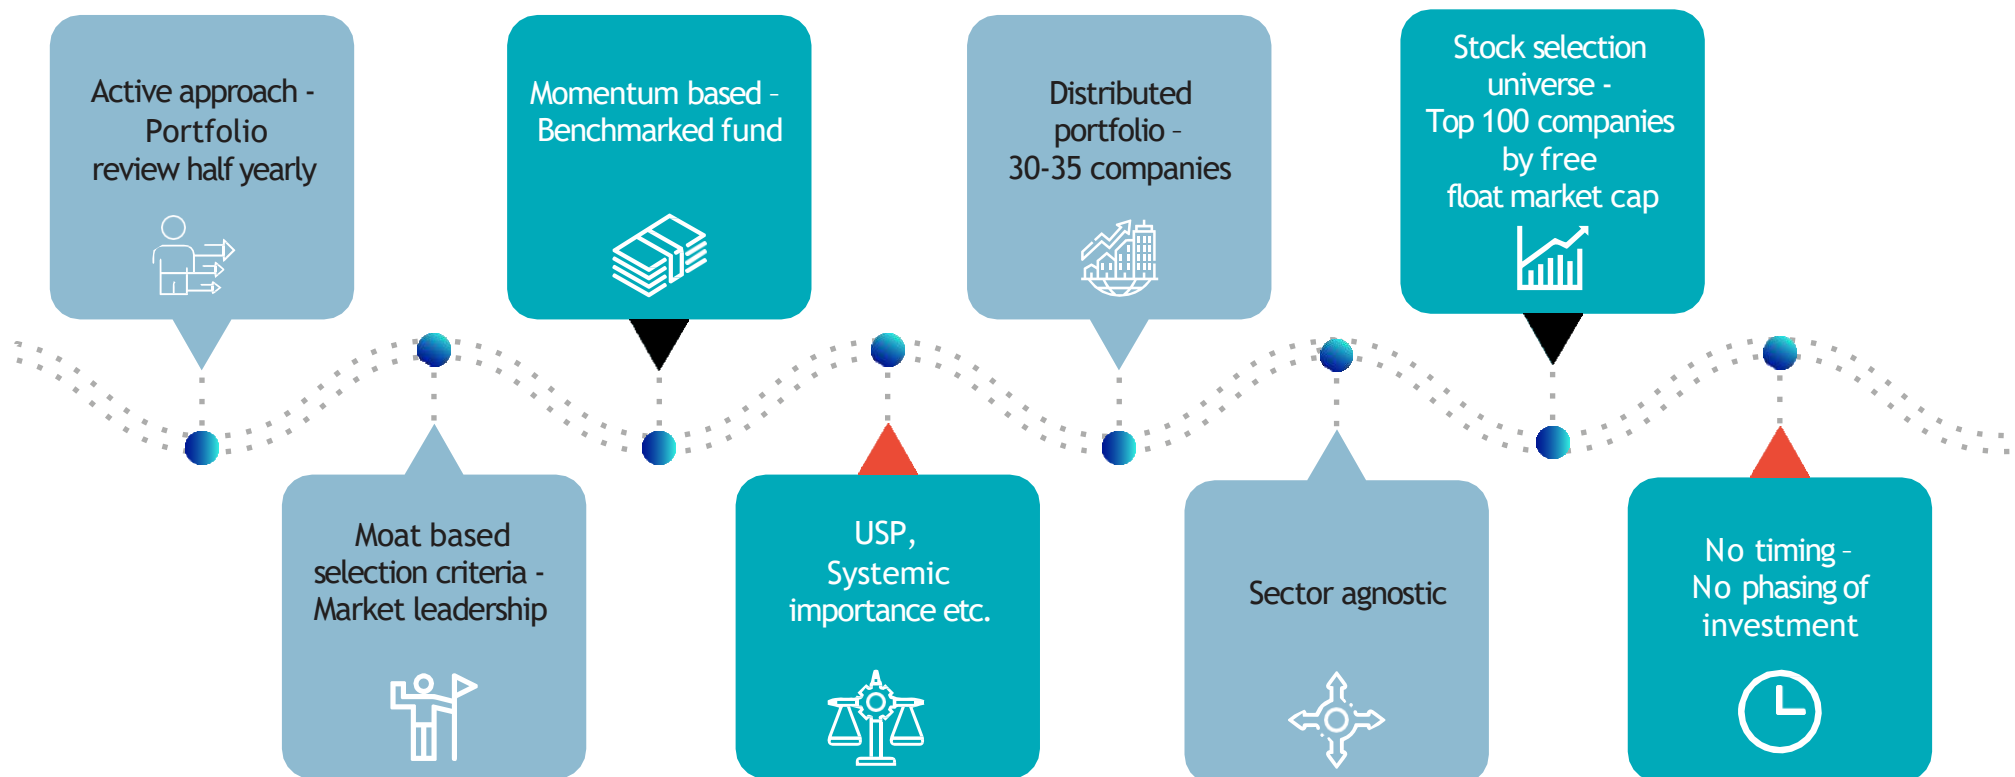 Active approach -
Portfolio
review half yearly
Moat based
selection criteria -
Market leadership
Momentum based –
Benchmarked fund
USP,
Systemic
importance etc.
Distributed
portfolio –
30-35 companies
Sector agnostic
Stock selection
universe -
Top 100 companies
by free
float market cap
No timing –
No phasing of
investment